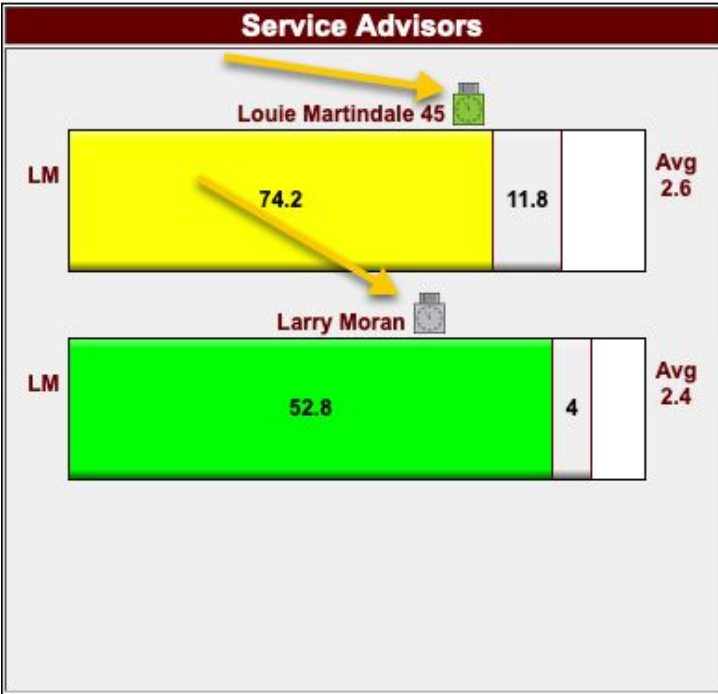 Service Advisors
Louie Martindale 45
LM
74.2
11.8
Avg
2.6
Larry Moran
LM
52.8
4
Avg
2.4